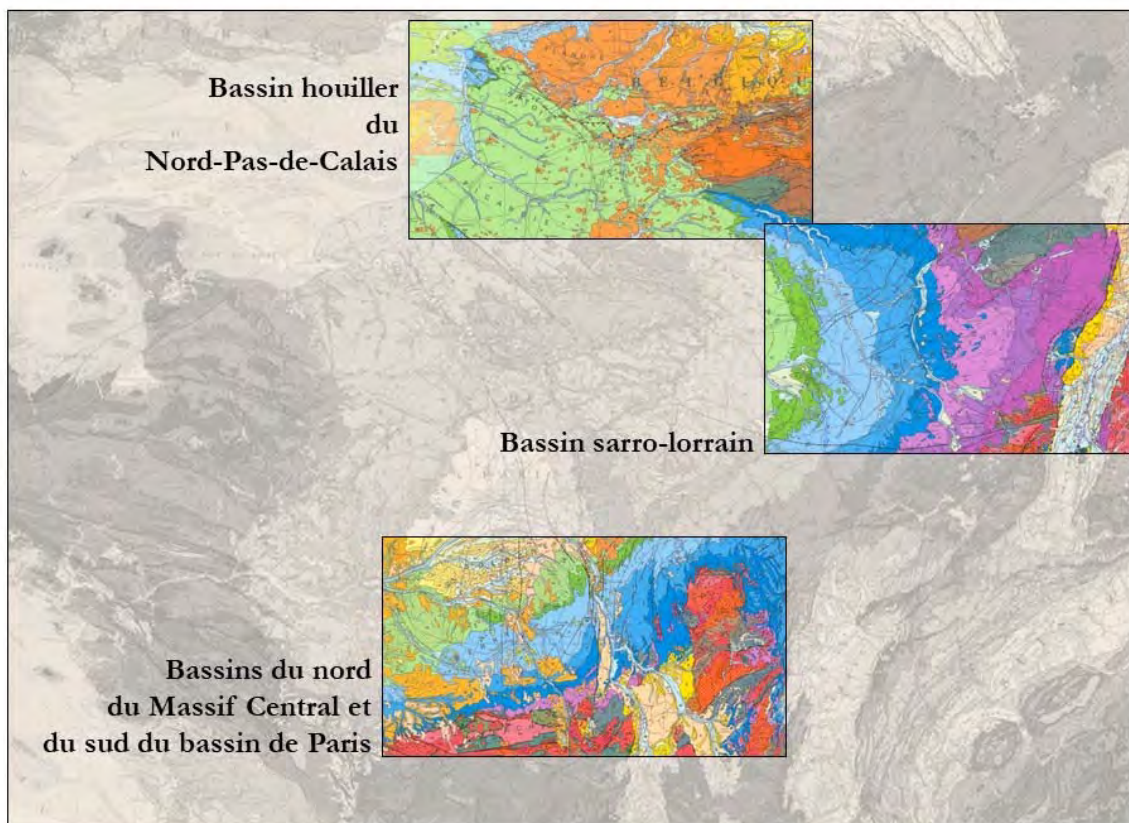 Bassin houiller
du
Nord-Pas-de-Calais
Bassin sarro-lorrain
Bassins du nord
du Massif Central et
du sud du bassin de Paris